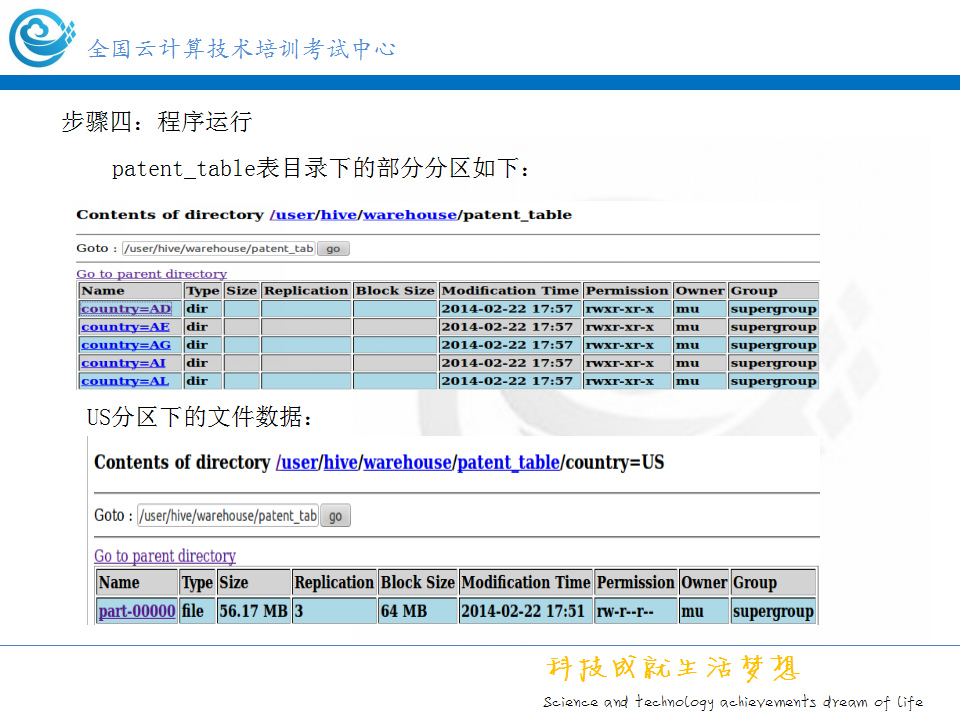 全国云计算技术培训考试中心
步骤四：程序运行
patent_table表目录下的部分分区如下：
Contents of directory /user/hive/warehouse/patent_table
Goto : /user/hive/warehouse/patent_tab go
Go to parent directory
Name Type Size Replication Block Size Modification Time Permission Owner Group
country=AD dir 2014-02-22 17:57 rwxr-xr-x mu supergroup
country=AE dir 2014-02-22 17:57 rwxr-xr-x mu supergroup
country=AG dir 2014-02-22 17:57 rwxr-xr-x mu supergroup
country=AI dir 2014-02-22 17:57 rwxr-xr-x mu supergroup
country=AL dir 2014-02-22 17:57 rwxr-xr-x mu supergroup
US分区下的文件数据：
Contents of directory /user/hive/warehouse/patent_table/country=US
Goto : /user/hive/warehouse/patent_tab go
Go to parent directory
Name Type Size Replication Block Size Modification Time Permission Owner Group
part-00000 file 56.17 MB 3 64 MB 2014-02-22 17:51 rw-r--r-- mu supergroup
科技成就生活梦想
Science and technology achievements dream of life